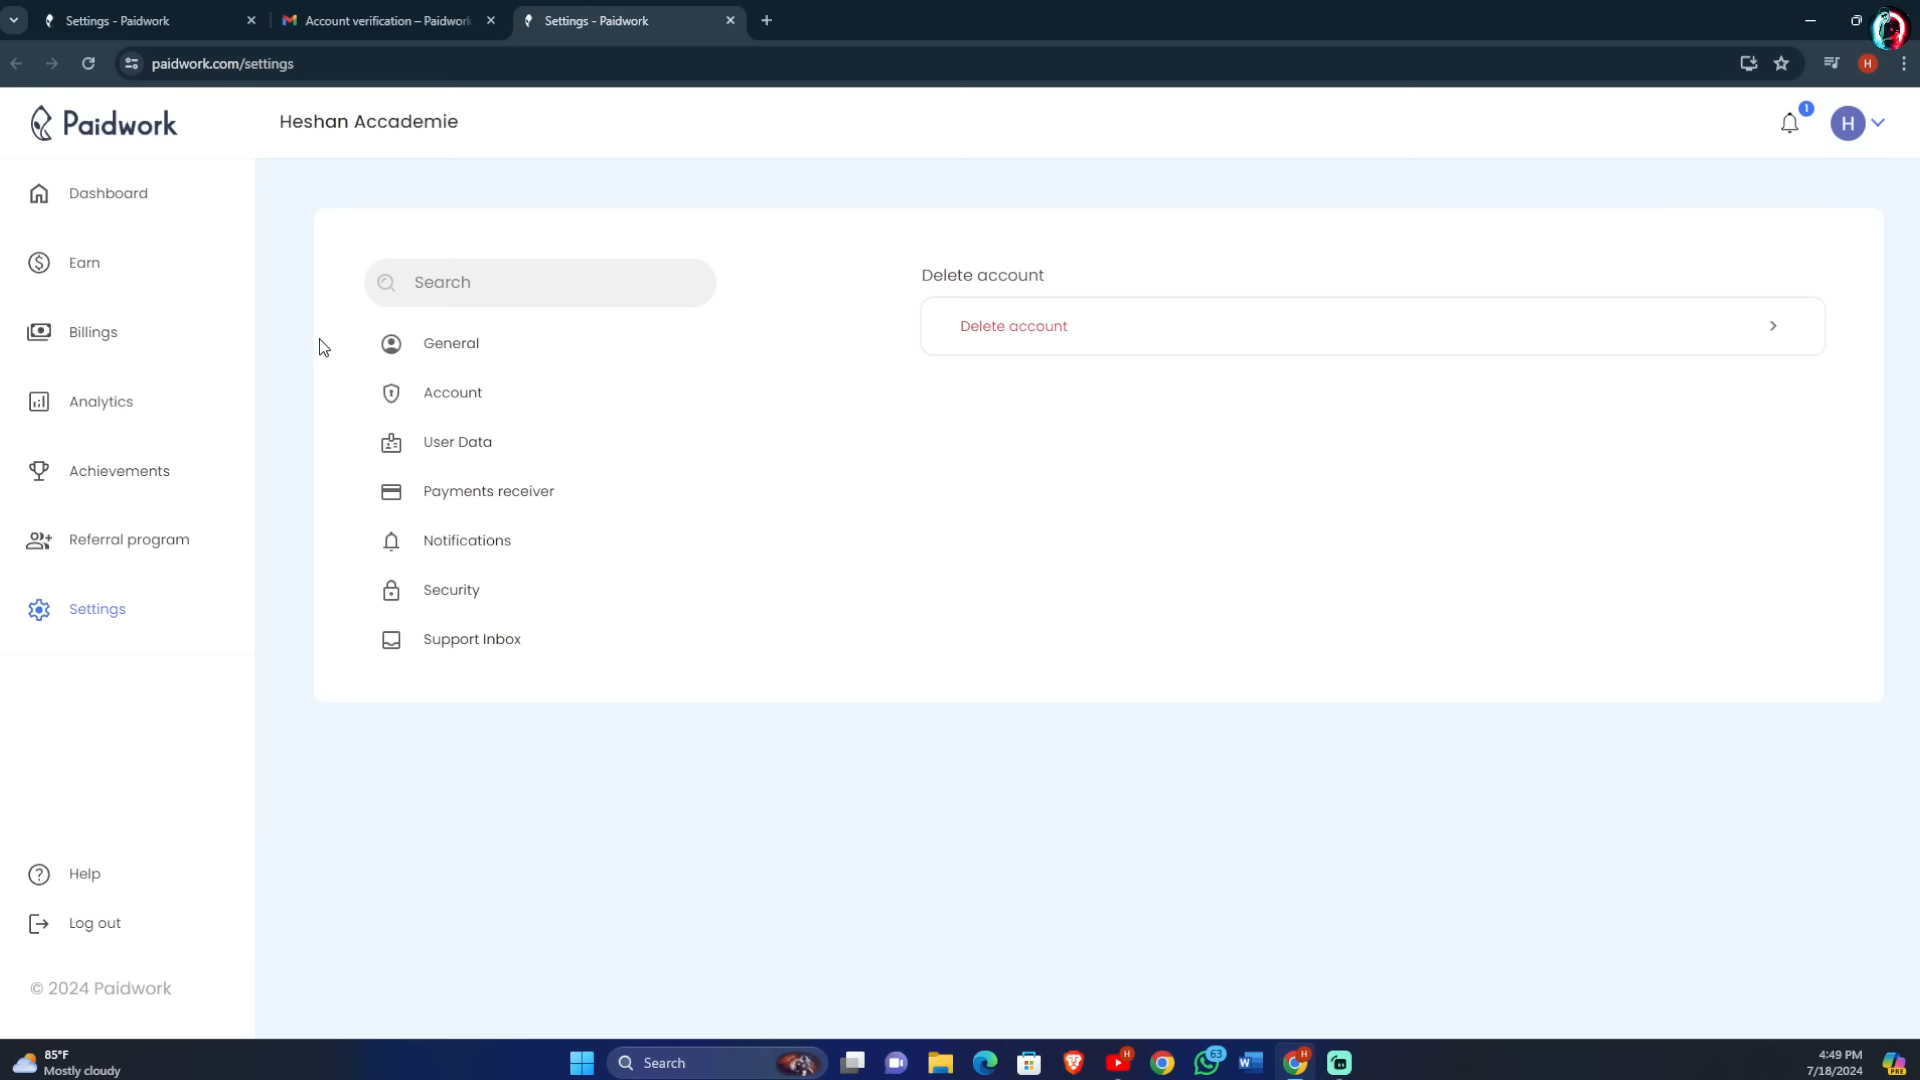 Settings - Paidwork
Account verification – Paidwork
Settings - Paidwork
paidwork.com/settings
H
Paidwork
Heshan Accademie
1
H
Dashboard
Earn
Billings
Analytics
Achievements
Referral program
Settings
Help
Log out
© 2024 Paidwork
Search
General
Account
User Data
Payments receiver
Notifications
Security
Support Inbox
Delete account
Delete account
85°F
Mostly cloudy
Search
H
63
W
H
4:49 PM
7/18/2024
PRE